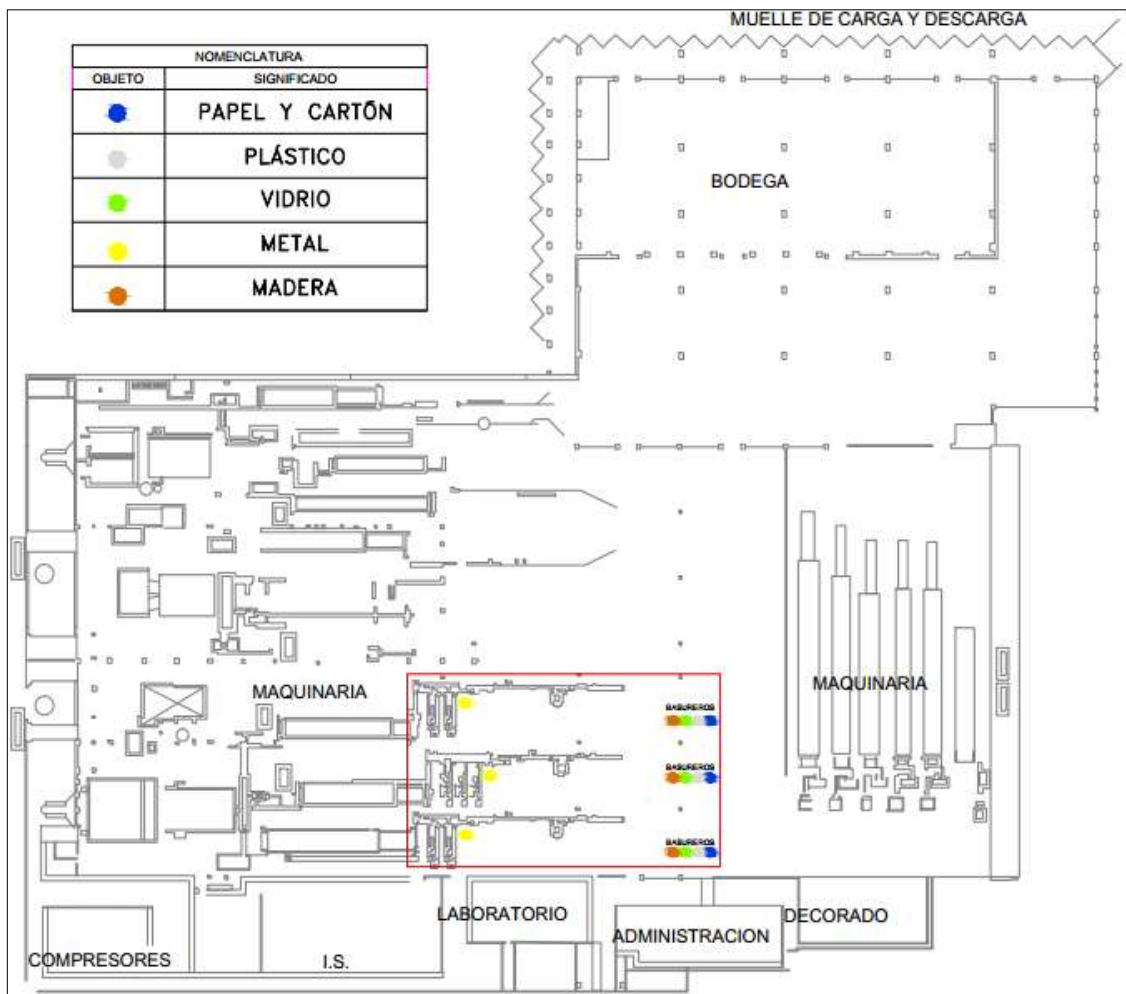 MUELLE DE CARGA Y DESCARGA
NOMENCLATURA
OBJETO SIGNIFICADO
PAPEL Y CARTÓN
PLÁSTICO
VIDRIO
METAL
MADERA
BODEGA
MAQUINARIA
MAQUINARIA
BASUREROS
BASUREROS
BASUREROS
LABORATORIO
DECORADO
ADMINISTRACION
COMPRESORES
I.S.